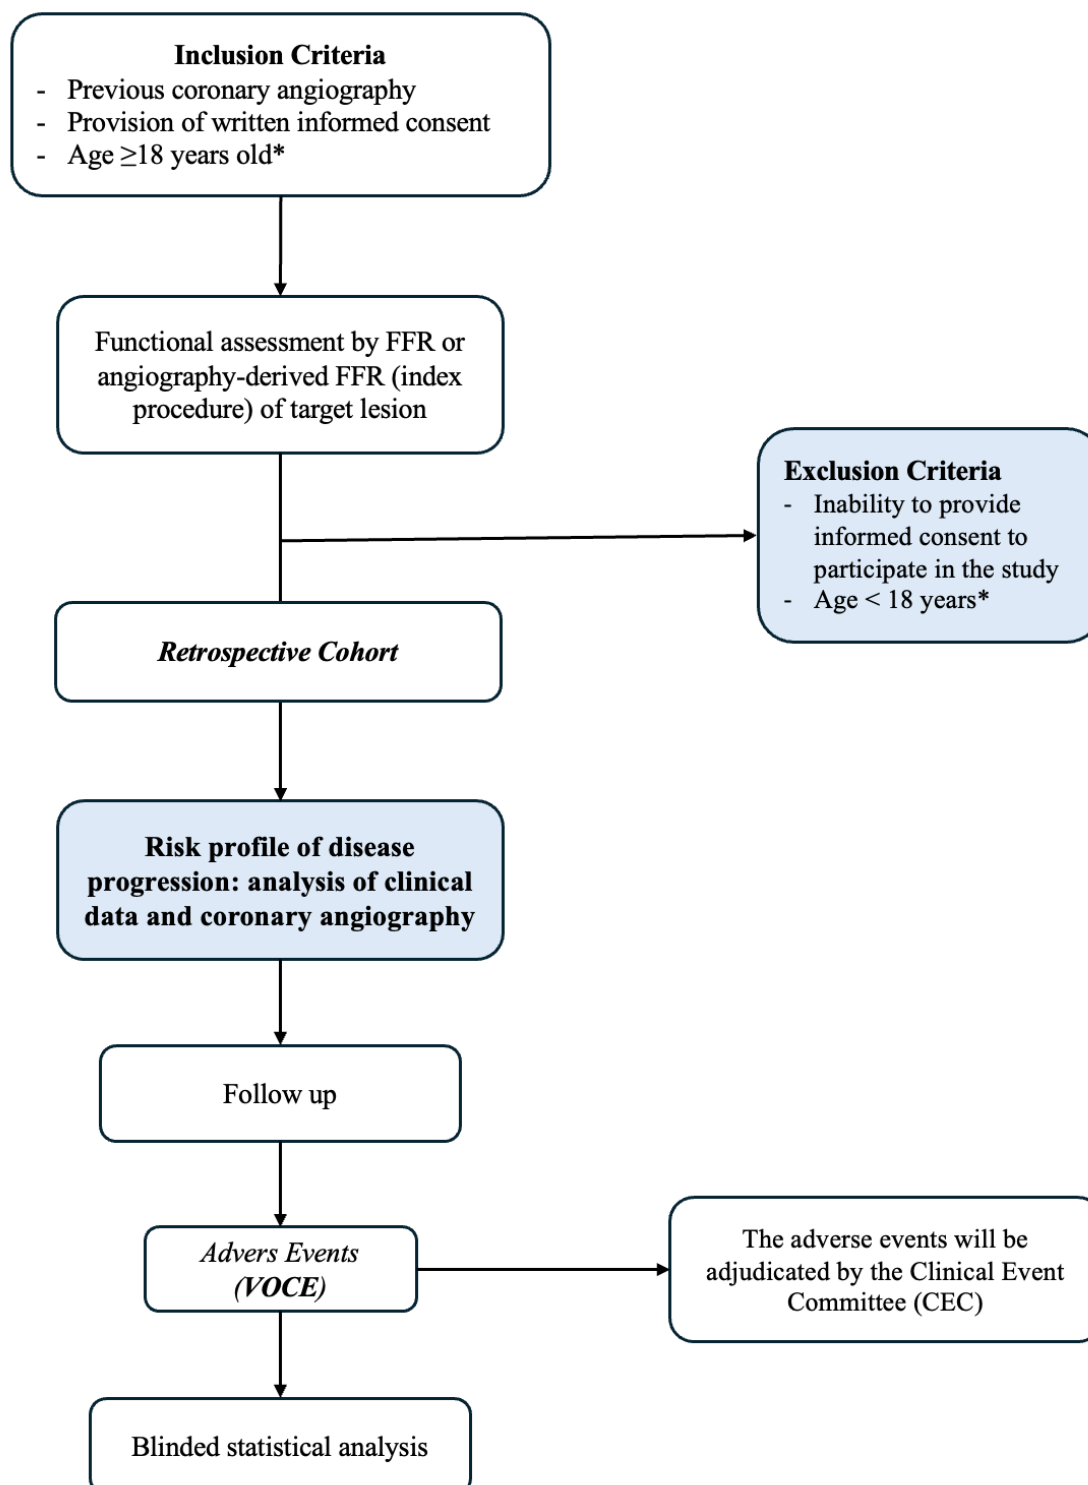 Inclusion Criteria
- Previous coronary angiography
- Provision of written informed consent
- Age ≥18 years old*
Functional assessment by FFR or
angiography-derived FFR (index
procedure) of target lesion
Exclusion Criteria
- Inability to provide
informed consent to
participate in the study
- Age < 18 years*
Retrospective Cohort
Risk profile of disease
progression: analysis of clinical
data and coronary angiography
Follow up
Advers Events
(VOCE)
The adverse events will be
adjudicated by the Clinical Event
Committee (CEC)
Blinded statistical analysis